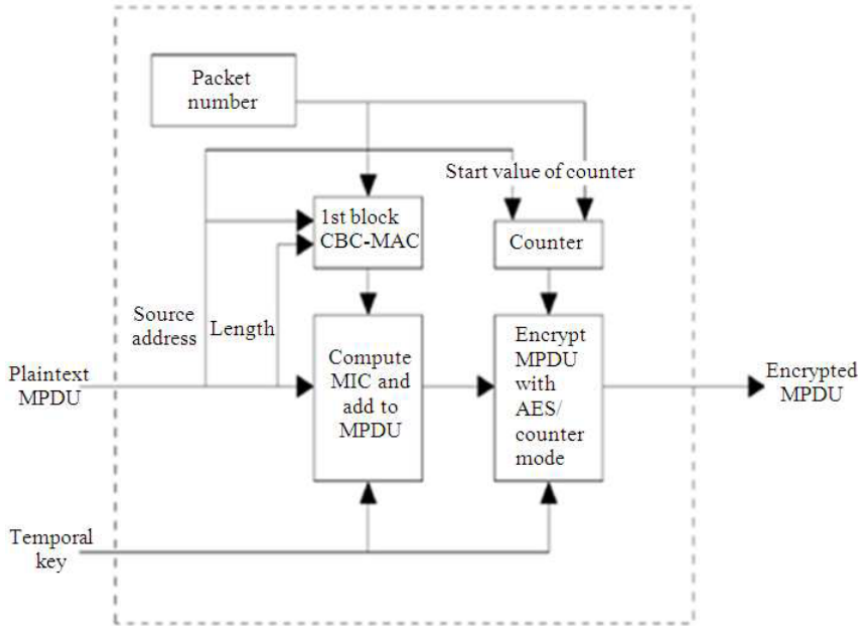 Packet
number
Start value of counter
1st block
CBC-MAC
Counter
Source
address
Length
Plaintext
MPDU
Compute
MIC and
add to
MPDU
Encrypt
MPDU
with
AES/
counter
mode
Encrypted
MPDU
Temporal
key